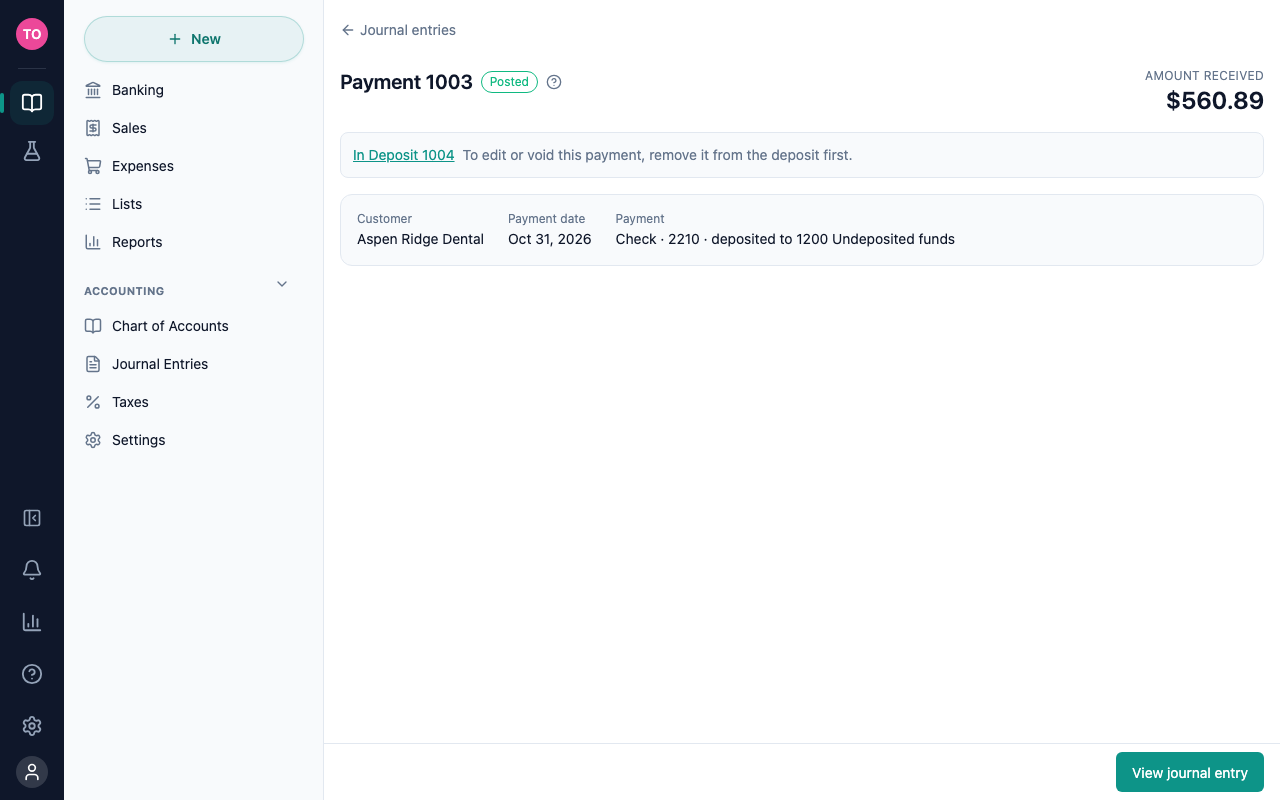 TO
+ New
Banking
Sales
Expenses
Lists
Reports
ACCOUNTING
Chart of Accounts
Journal Entries
Taxes
Settings
← Journal entries
Payment 1003 Posted
AMOUNT RECEIVED
$560.89
In Deposit 1004 To edit or void this payment, remove it from the deposit first.
Customer Payment date Payment
Aspen Ridge Dental Oct 31, 2026 Check · 2210 · deposited to 1200 Undeposited funds
View journal entry